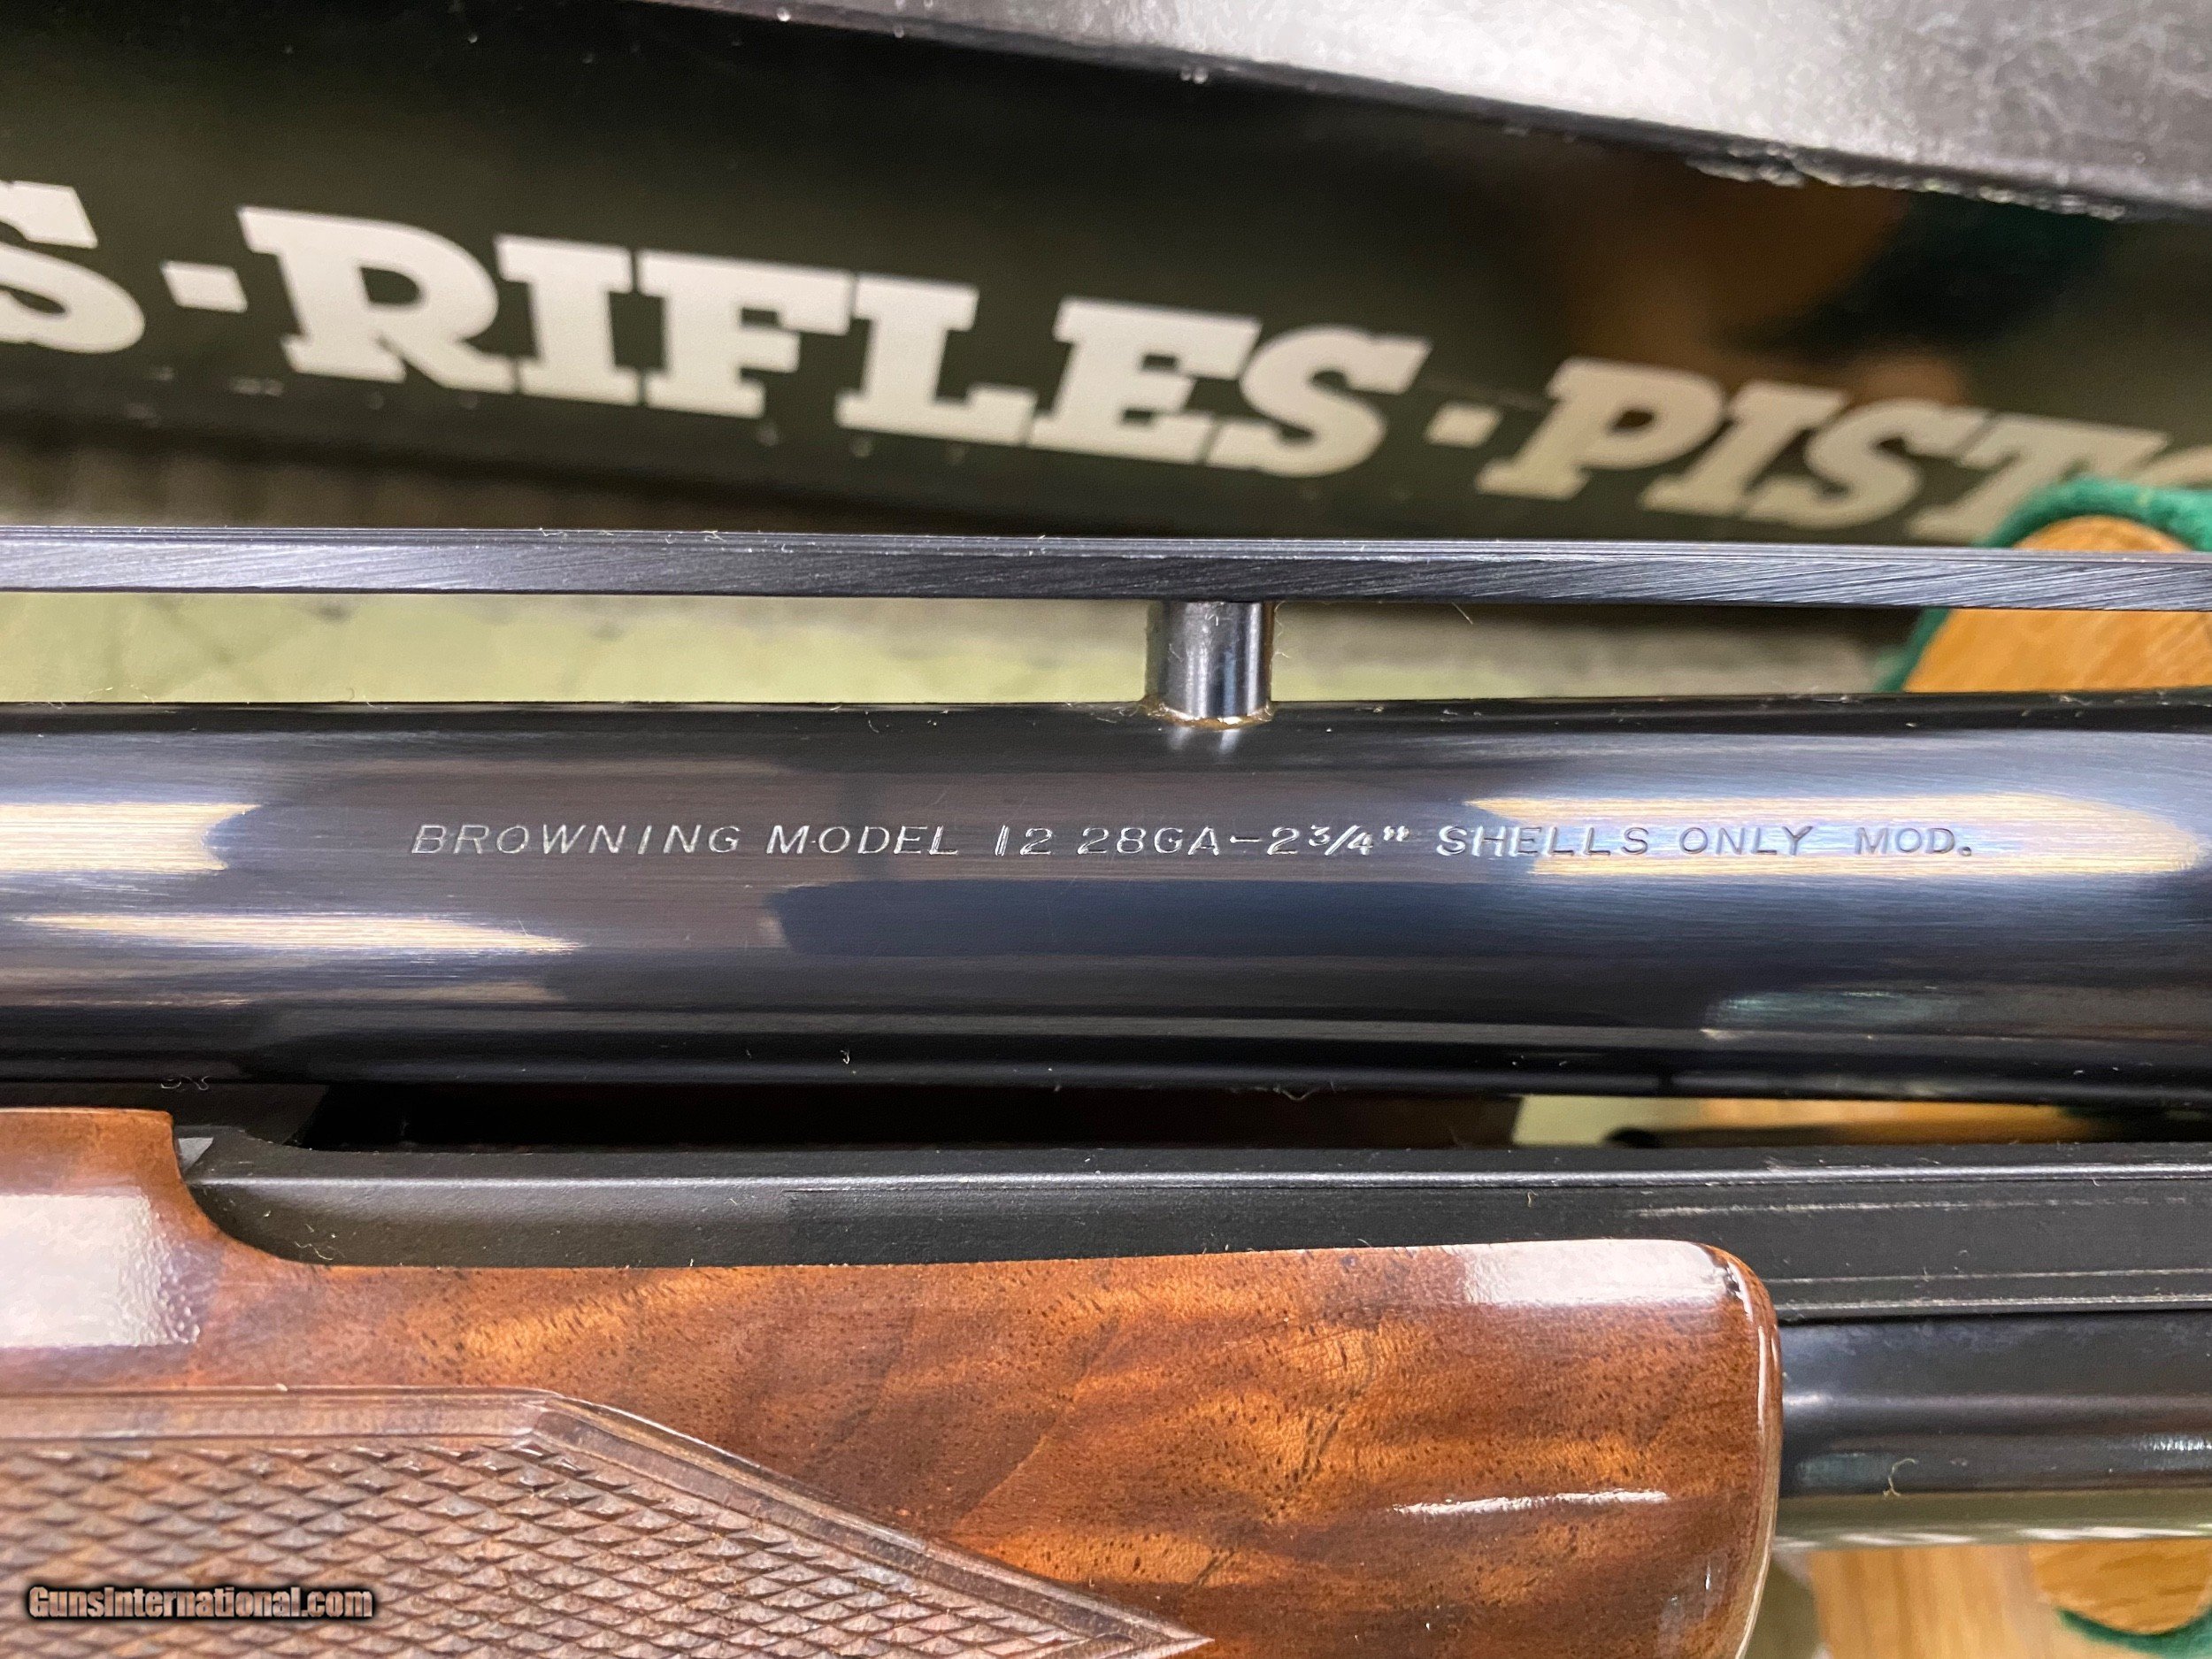 S·RIFLES·PIST
BROWNING MODEL 12 28GA-2¾" SHELLS ONLY MOD.
GunsInternational.com